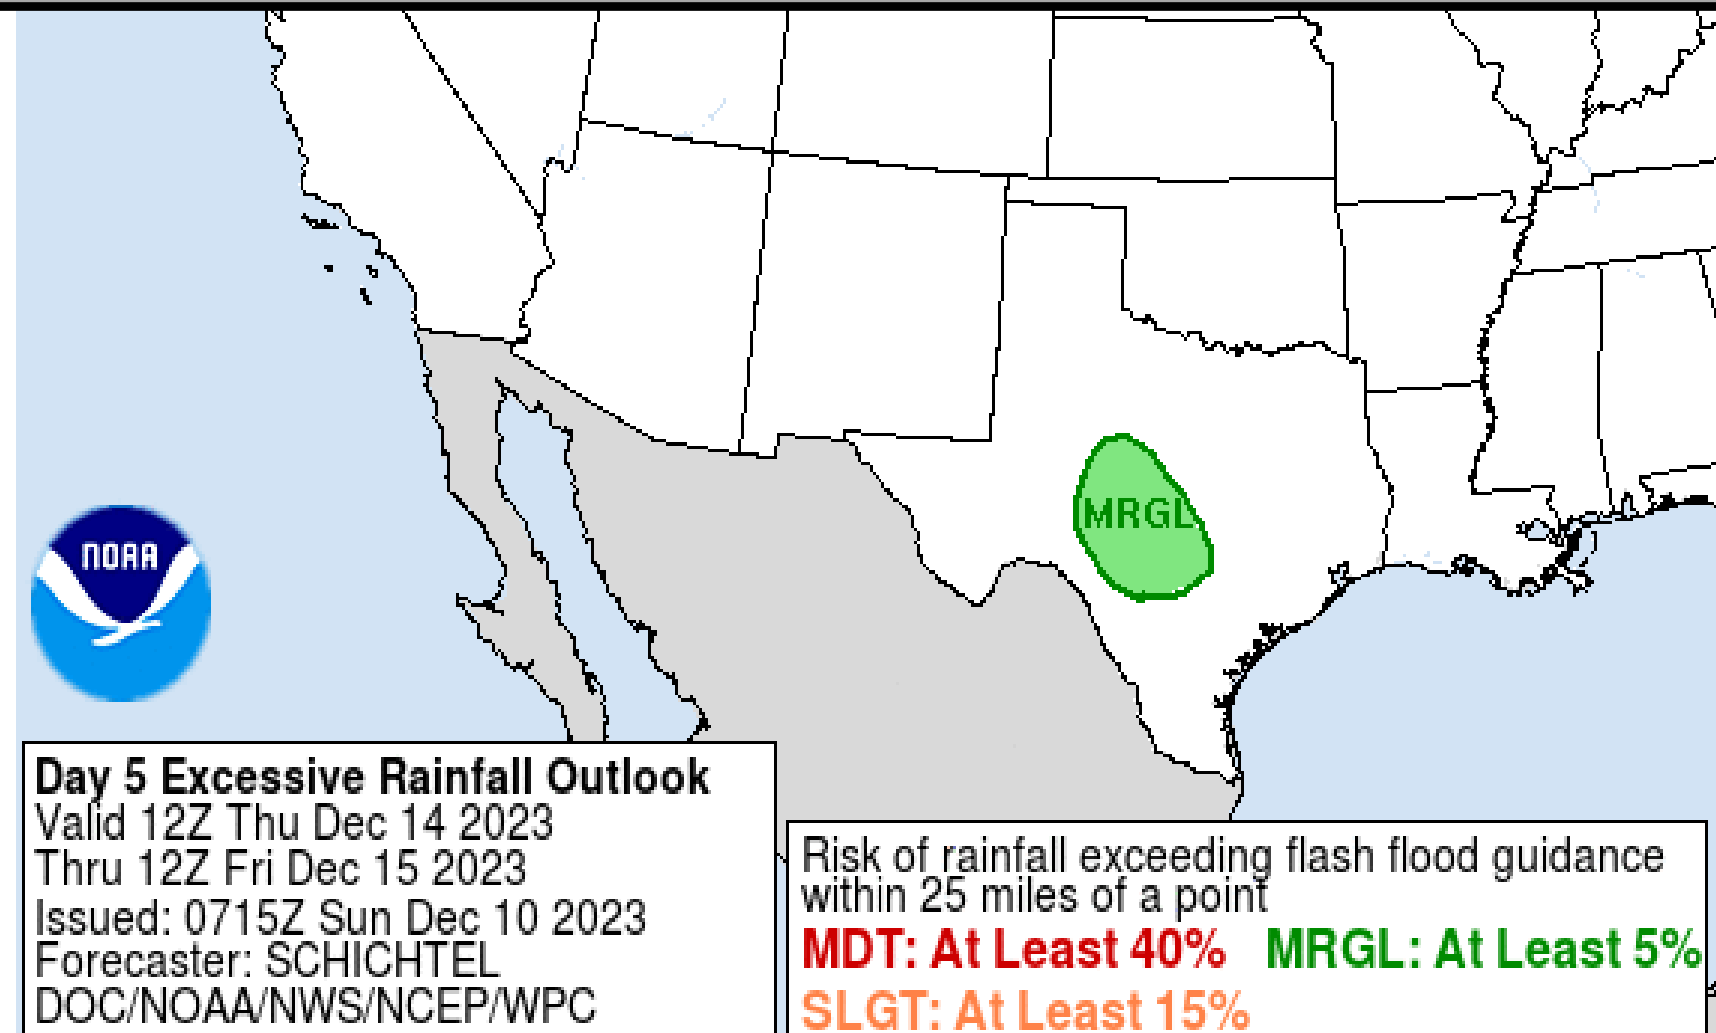 MRGL
NOAA
Day 5 Excessive Rainfall Outlook
Valid 12Z Thu Dec 14 2023
Thru 12Z Fri Dec 15 2023
Issued: 0715Z Sun Dec 10 2023
Forecaster: SCHICHTEL
DOC/NOAA/NWS/NCEP/WPC
Risk of rainfall exceeding flash flood guidance
within 25 miles of a point
MDT: At Least 40% MRGL: At Least 5%
SLGT: At Least 15%